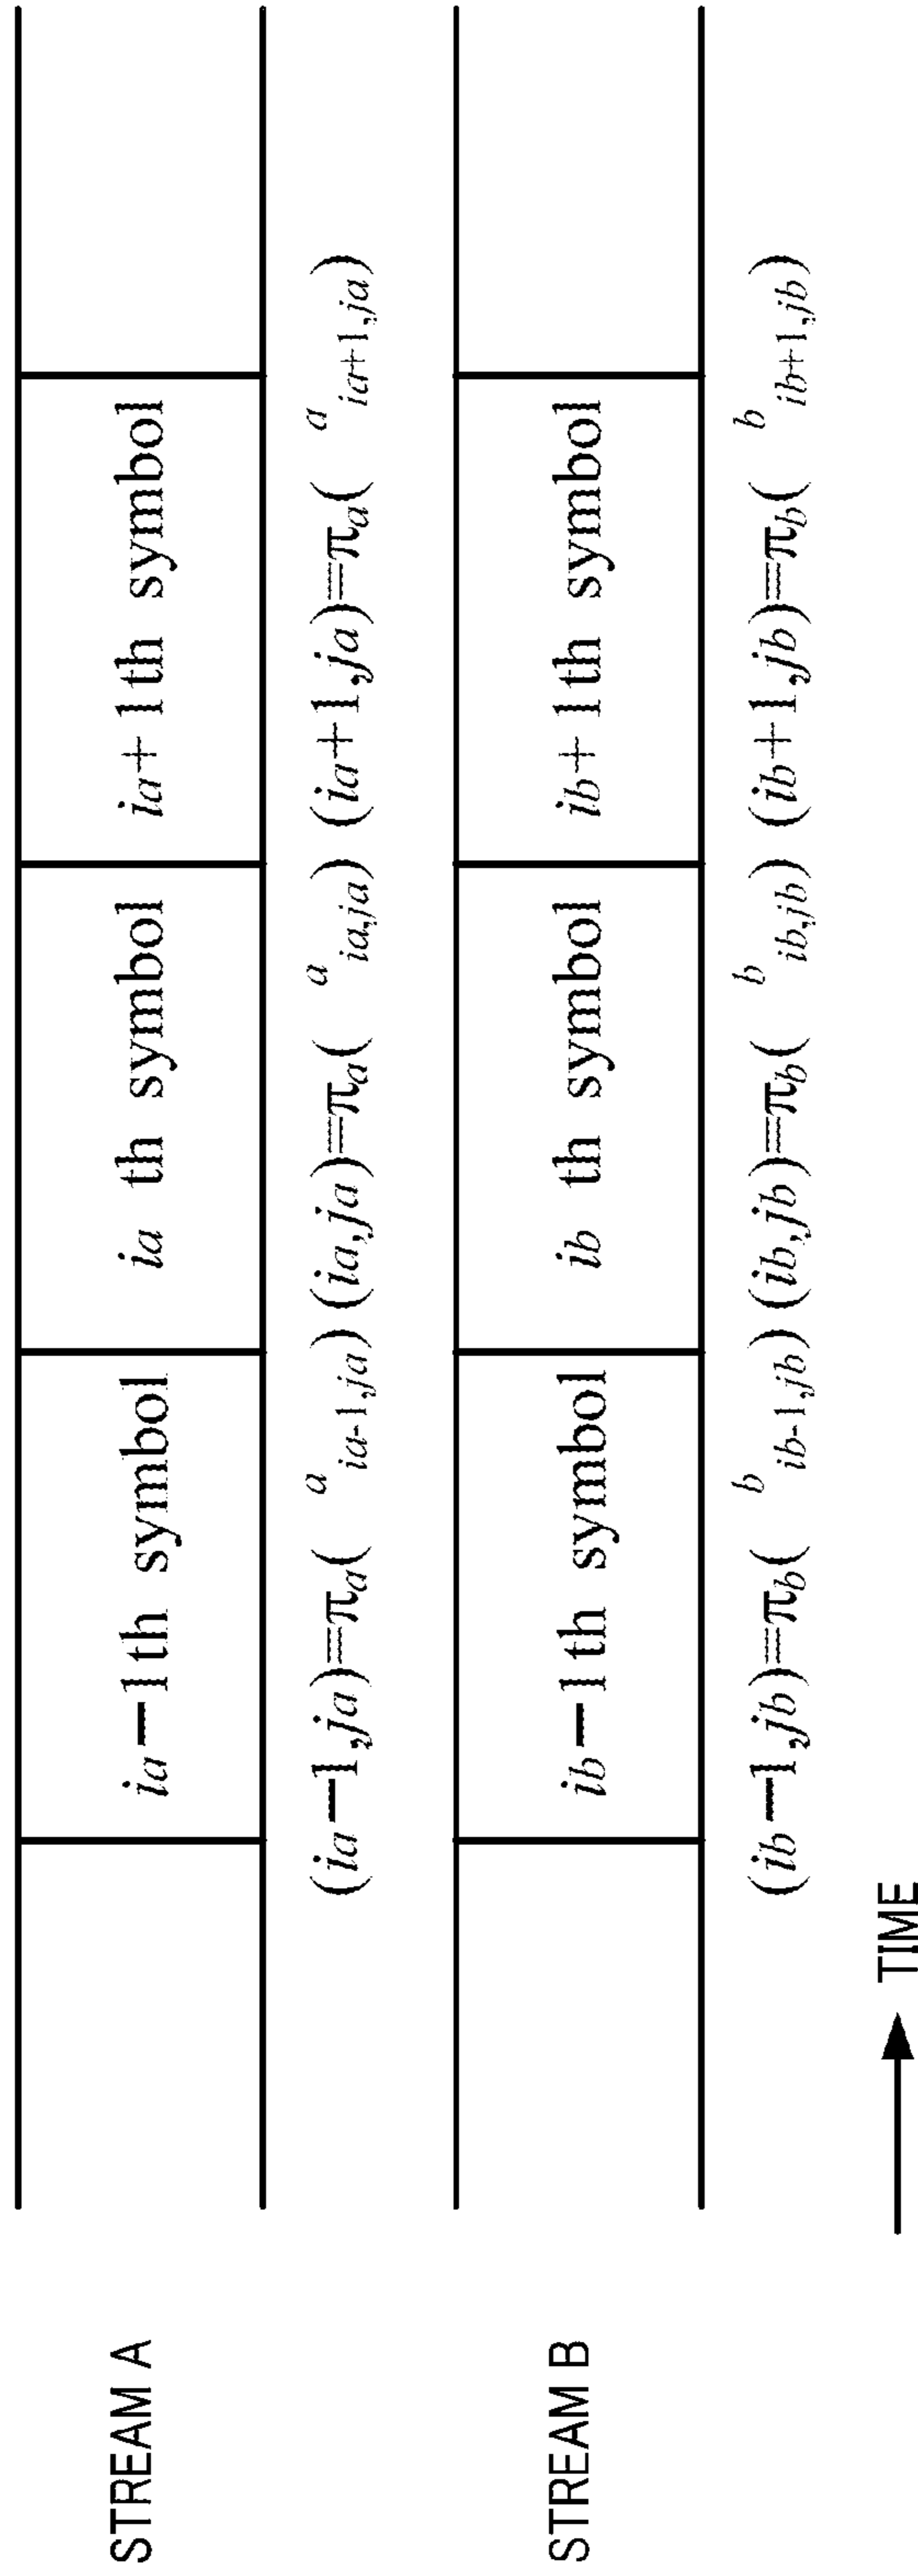 STREAM A
ia−1th symbol
ia th symbol
ia+1th symbol
(ia−1,ja)=πa( a ia-1,ja)
(ia,ja)=πa( a ia,ja)
(ia+1,ja)=πa( a ia+1,ja)
STREAM B
ib−1th symbol
ib th symbol
ib+1th symbol
(ib−1,jb)=πb( b ib-1,jb)
(ib,jb)=πb( b ib,jb)
(ib+1,jb)=πb( b ib+1,jb)
TIME